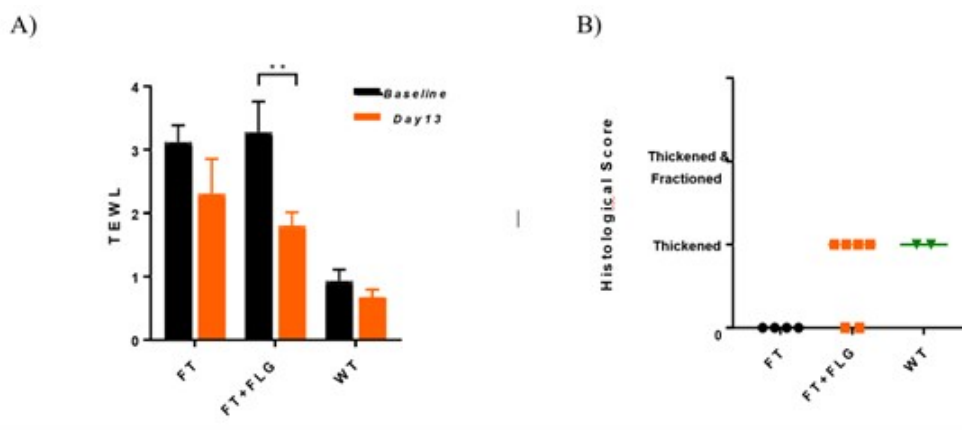 A)
B)
**
Baseline
Day13
4
3
2
1
0
TEWL
FT
FT+FLG
WT
Histological Score
Thickened &
Fractioned
Thickened
0
FT
FT+FLG
WT